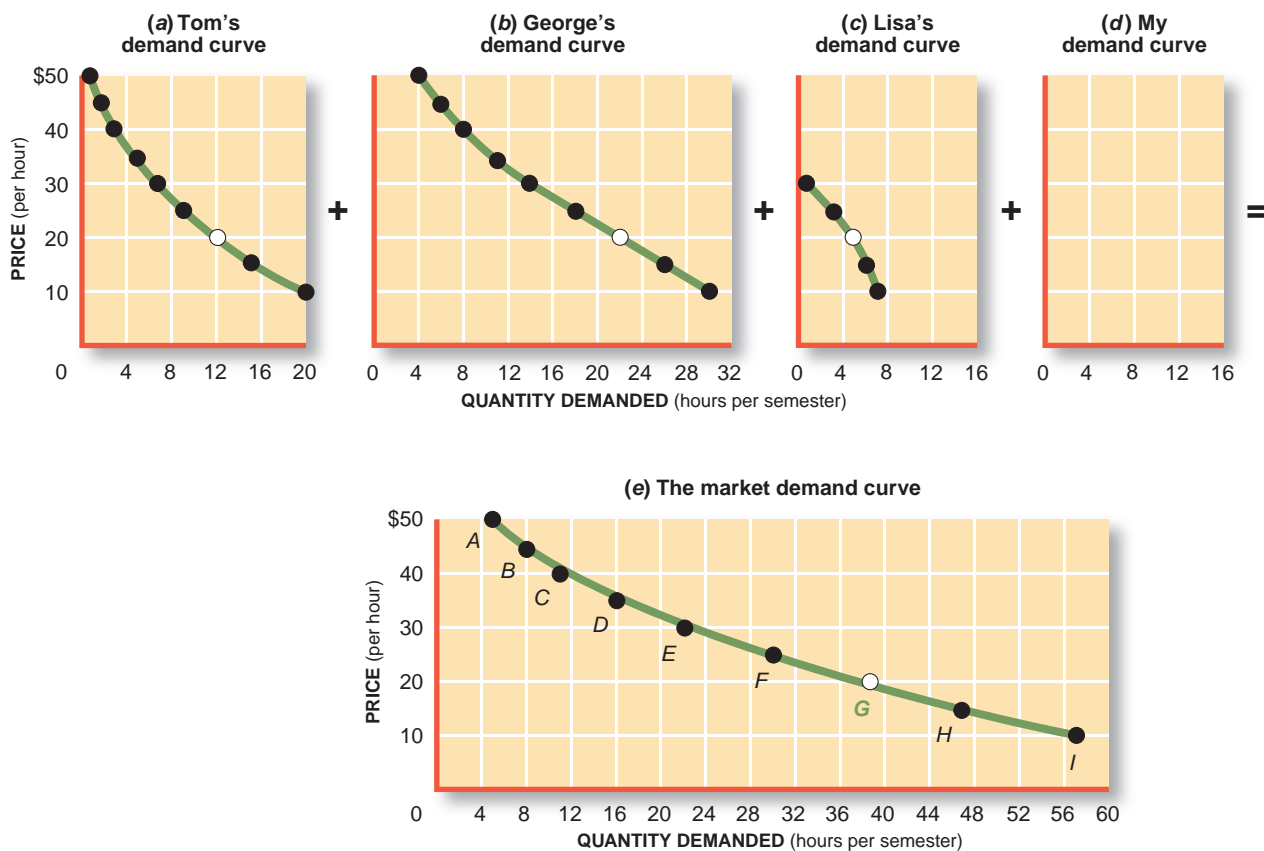 (a) Tom's
demand curve
(b) George's
demand curve
(c) Lisa's
demand curve
(d) My
demand curve
PRICE (per hour)
$50
40
30
20
10
+
+
+
=
0 4 8 12 16 20
0 4 8 12 16 20 24 28 30 32
0 4 8 12 16
0 4 8 12 16
QUANTITY DEMANDED (hours per semester)
(e) The market demand curve
PRICE (per hour)
$50
40
30
20
10
A
B
C
D
E
F
G
H
I
0 4 8 12 16 20 24 28 32 36 40 44 48 52 56 60
QUANTITY DEMANDED (hours per semester)